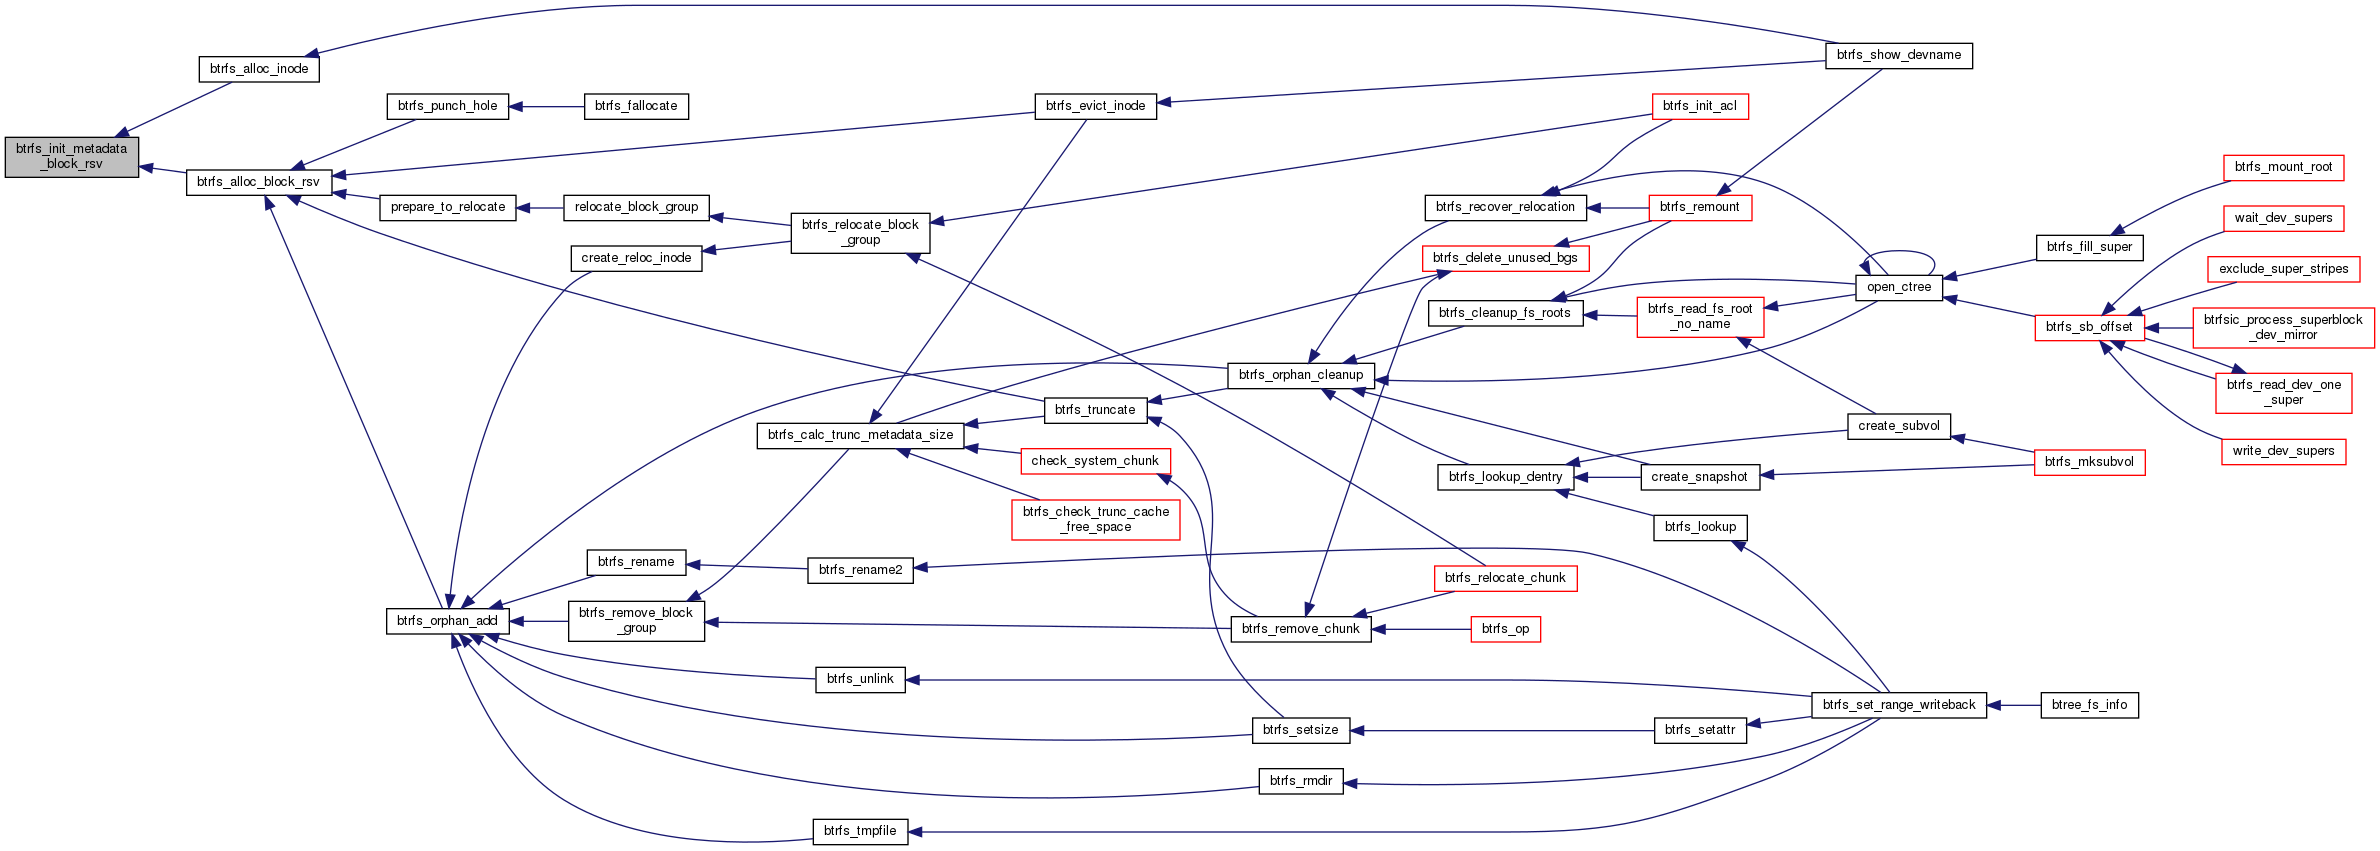 btrfs_init_metadata
_block_rsv
btrfs_alloc_inode
btrfs_alloc_block_rsv
btrfs_punch_hole
btrfs_fallocate
prepare_to_relocate
relocate_block_group
create_reloc_inode
btrfs_relocate_block
_group
btrfs_orphan_add
btrfs_rename
btrfs_rename2
btrfs_remove_block
_group
btrfs_unlink
btrfs_tmpfile
btrfs_calc_trunc_metadata_size
btrfs_evict_inode
btrfs_truncate
check_system_chunk
btrfs_check_trunc_cache
_free_space
btrfs_orphan_cleanup
btrfs_remove_chunk
btrfs_setsize
btrfs_rmdir
btrfs_recover_relocation
btrfs_delete_unused_bgs
btrfs_cleanup_fs_roots
btrfs_lookup_dentry
btrfs_relocate_chunk
btrfs_op
btrfs_init_acl
btrfs_remount
btrfs_read_fs_root
_no_name
create_snapshot
btrfs_lookup
btrfs_setattr
btrfs_show_devname
open_ctree
create_subvol
btrfs_set_range_writeback
btrfs_fill_super
btrfs_sb_offset
btrfs_mksubvol
btree_fs_info
btrfs_mount_root
wait_dev_supers
exclude_super_stripes
btrfsic_process_superblock
_dev_mirror
btrfs_read_dev_one
_super
write_dev_supers